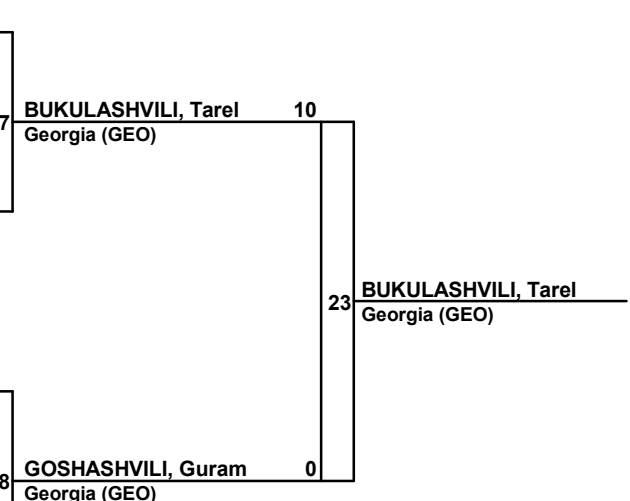 BUKULASHVILI, Tarel 10
7
Georgia (GEO)
BUKULASHVILI, Tarel
23
Georgia (GEO)
GOSHASHVILI, Guram 0
8
Georgia (GEO)